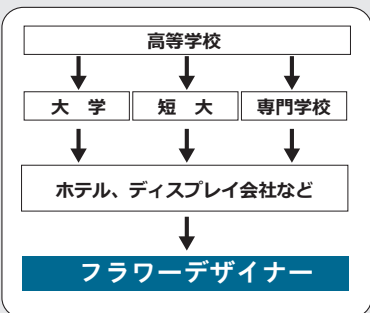 高等学校
大　学　短　大　専門学校
ホテル、ディスプレイ会社など
フラワーデザイナー